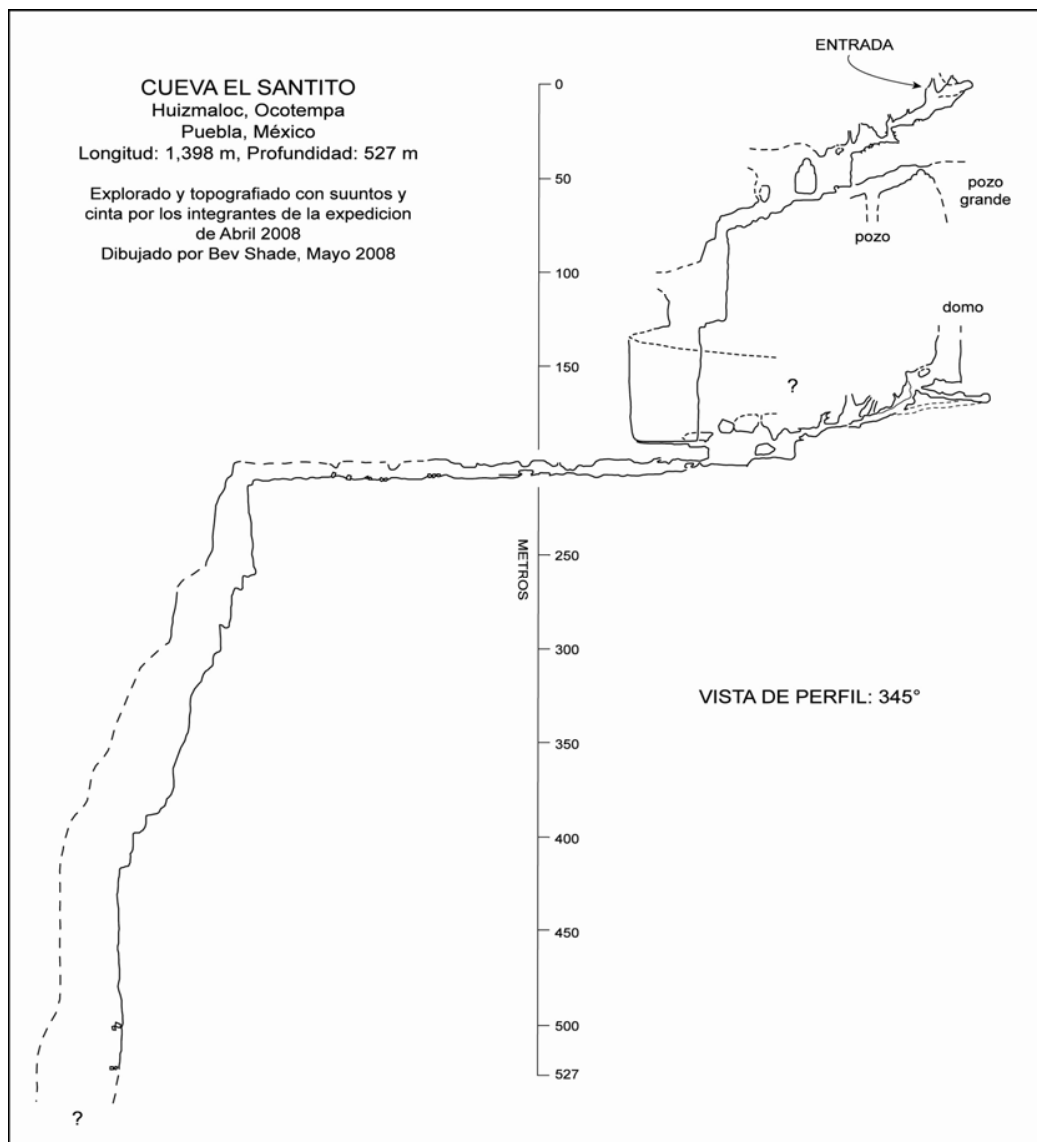 CUEVA EL SANTITO
Huizmaloc, Ocotempa
Puebla, México
Longitud: 1,398 m, Profundidad: 527 m
Explorado y topografiado con suuntos y
cinta por los integrantes de la expedicion
de Abril 2008
Dibujado por Bev Shade, Mayo 2008
ENTRADA
0
50
pozo
grande
pozo
100
domo
150
?
METROS
250
300
VISTA DE PERFIL: 345°
350
400
450
500
527
?